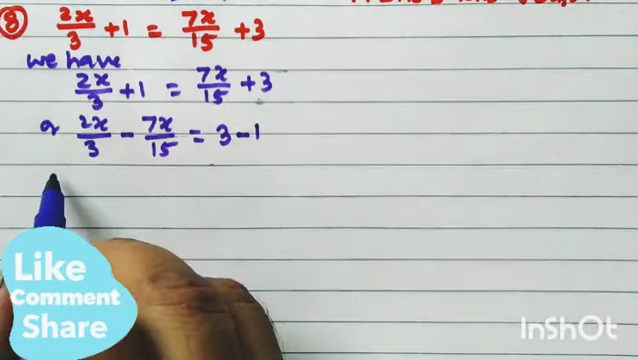 ⑧ 2x/3 + 1 = 7x/15 + 3
we have
2x/3 + 1 = 7x/15 + 3
or 2x/3 - 7x/15 = 3 - 1
Like
Comment
Share
InShOt